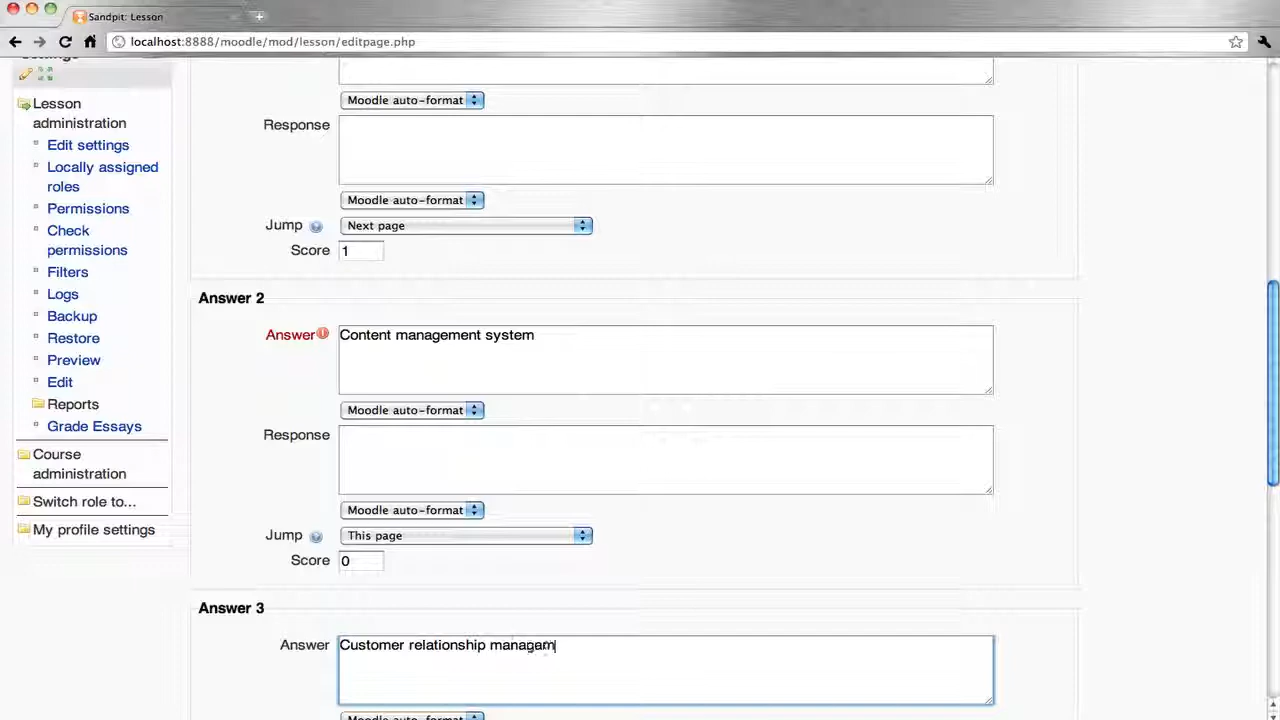 Sandpit: Lesson
localhost:8888/moodle/mod/lesson/editpage.php
Lesson administration
Edit settings
Locally assigned roles
Permissions
Check permissions
Filters
Logs
Backup
Restore
Preview
Edit
Reports
Grade Essays
Course administration
Switch role to...
My profile settings
Moodle auto-format
Response
Moodle auto-format
Jump Next page
Score 1
Answer 2
Answer Content management system
Moodle auto-format
Response
Moodle auto-format
Jump This page
Score 0
Answer 3
Answer Customer relationship managam
Moodle auto-format